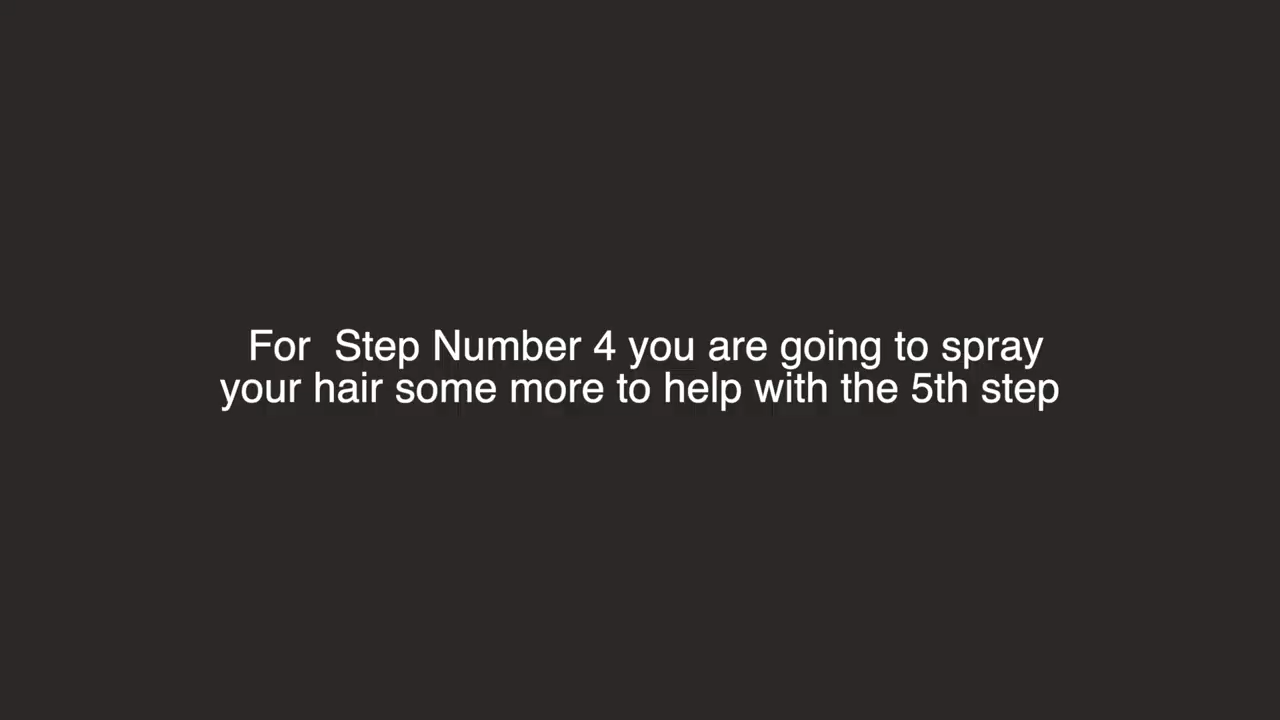 For  Step Number 4 you are going to spray
your hair some more to help with the 5th step